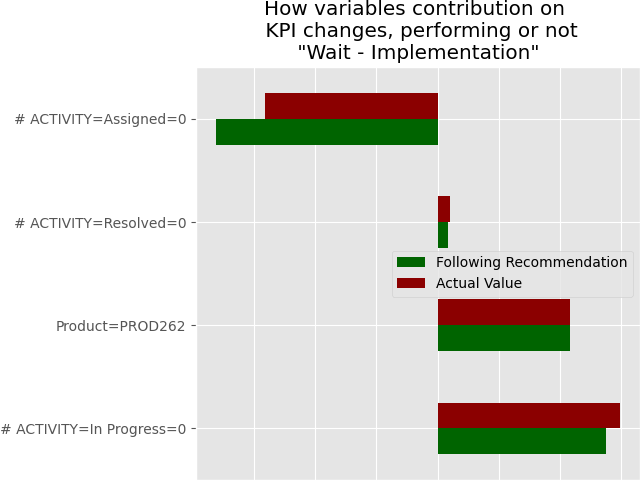 How variables contribution on
KPI changes, performing or not
"Wait - Implementation"
# ACTIVITY=Assigned=0
# ACTIVITY=Resolved=0
Following Recommendation
Actual Value
Product=PROD262
# ACTIVITY=In Progress=0